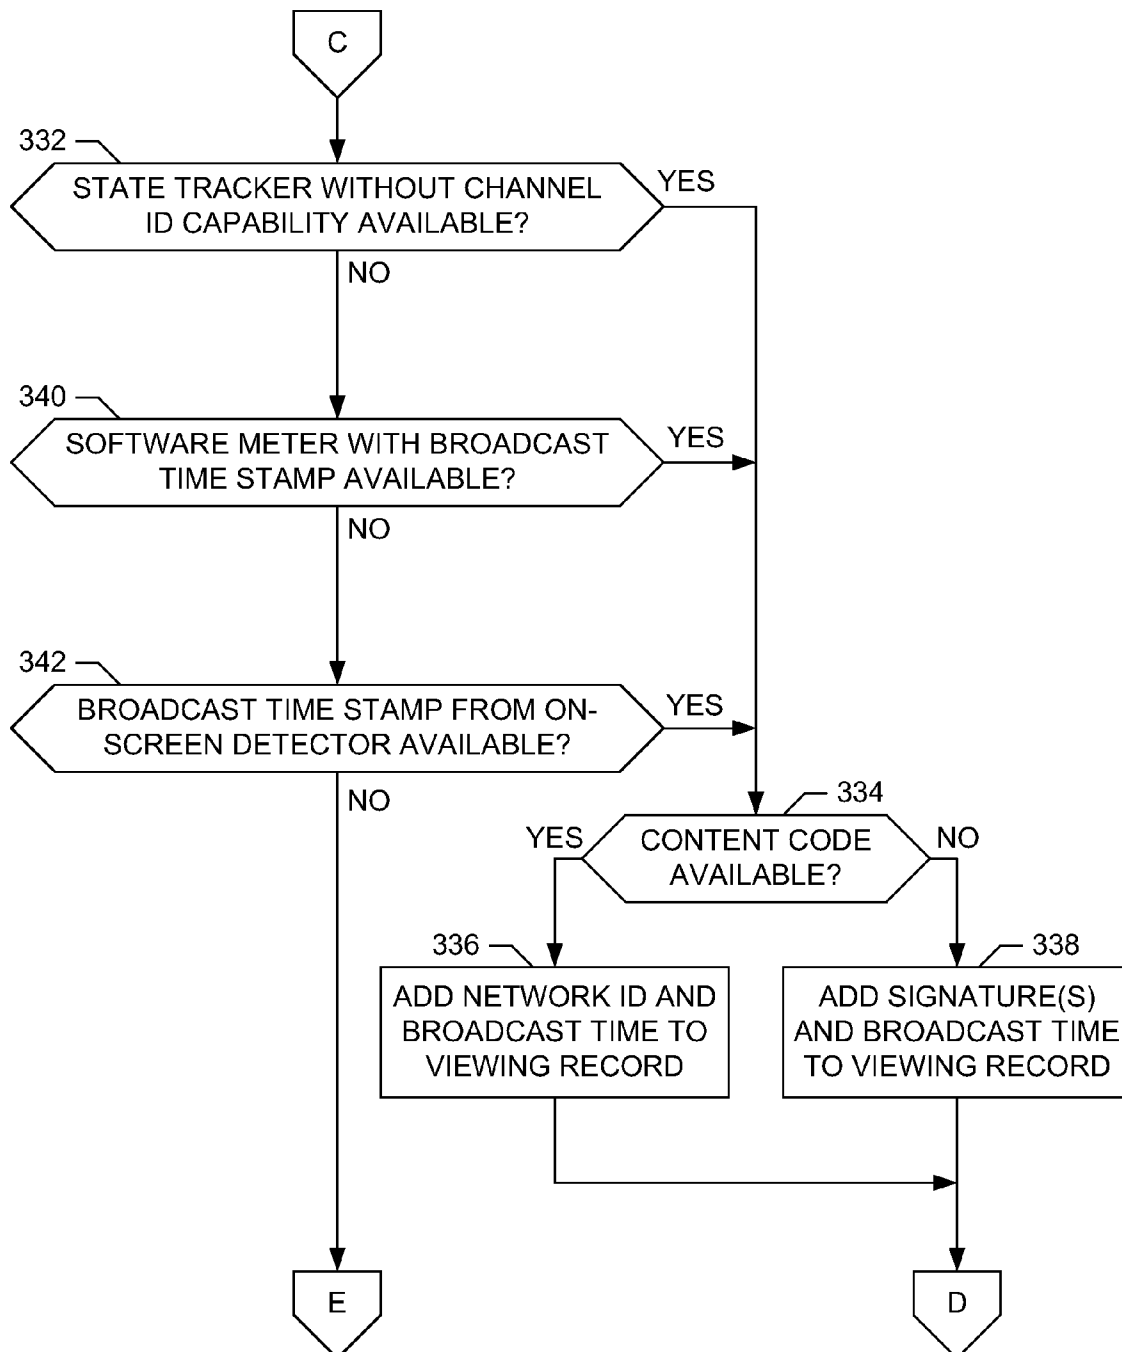 C
332
STATE TRACKER WITHOUT CHANNEL
ID CAPABILITY AVAILABLE?
YES
NO
340
SOFTWARE METER WITH BROADCAST
TIME STAMP AVAILABLE?
YES
NO
342
BROADCAST TIME STAMP FROM ON-
SCREEN DETECTOR AVAILABLE?
YES
NO
334
CONTENT CODE
AVAILABLE?
YES
NO
336
ADD NETWORK ID AND
BROADCAST TIME TO
VIEWING RECORD
338
ADD SIGNATURE(S)
AND BROADCAST TIME
TO VIEWING RECORD
E
D